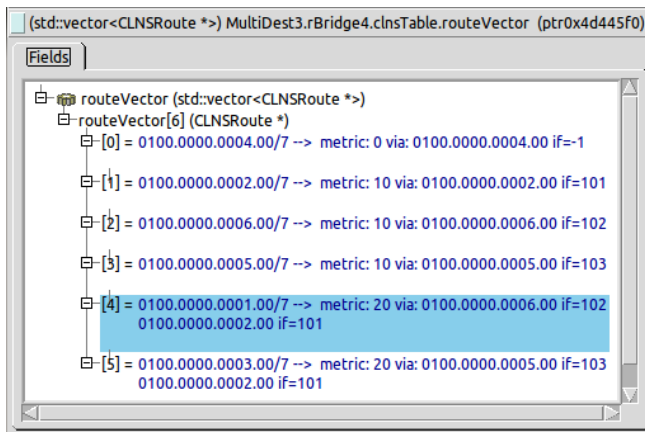 (std::vector<CLNSRoute *>) MultiDest3.rBridge4.clnsTable.routeVector (ptr0x4d445f0)
Fields
routeVector (std::vector<CLNSRoute *>)
routeVector[6] (CLNSRoute *)
[0] = 0100.0000.0004.00/7 --> metric: 0 via: 0100.0000.0004.00 if=-1
[1] = 0100.0000.0002.00/7 --> metric: 10 via: 0100.0000.0002.00 if=101
[2] = 0100.0000.0006.00/7 --> metric: 10 via: 0100.0000.0006.00 if=102
[3] = 0100.0000.0005.00/7 --> metric: 10 via: 0100.0000.0005.00 if=103
[4] = 0100.0000.0001.00/7 --> metric: 20 via: 0100.0000.0006.00 if=102
0100.0000.0002.00 if=101
[5] = 0100.0000.0003.00/7 --> metric: 20 via: 0100.0000.0005.00 if=103
0100.0000.0002.00 if=101